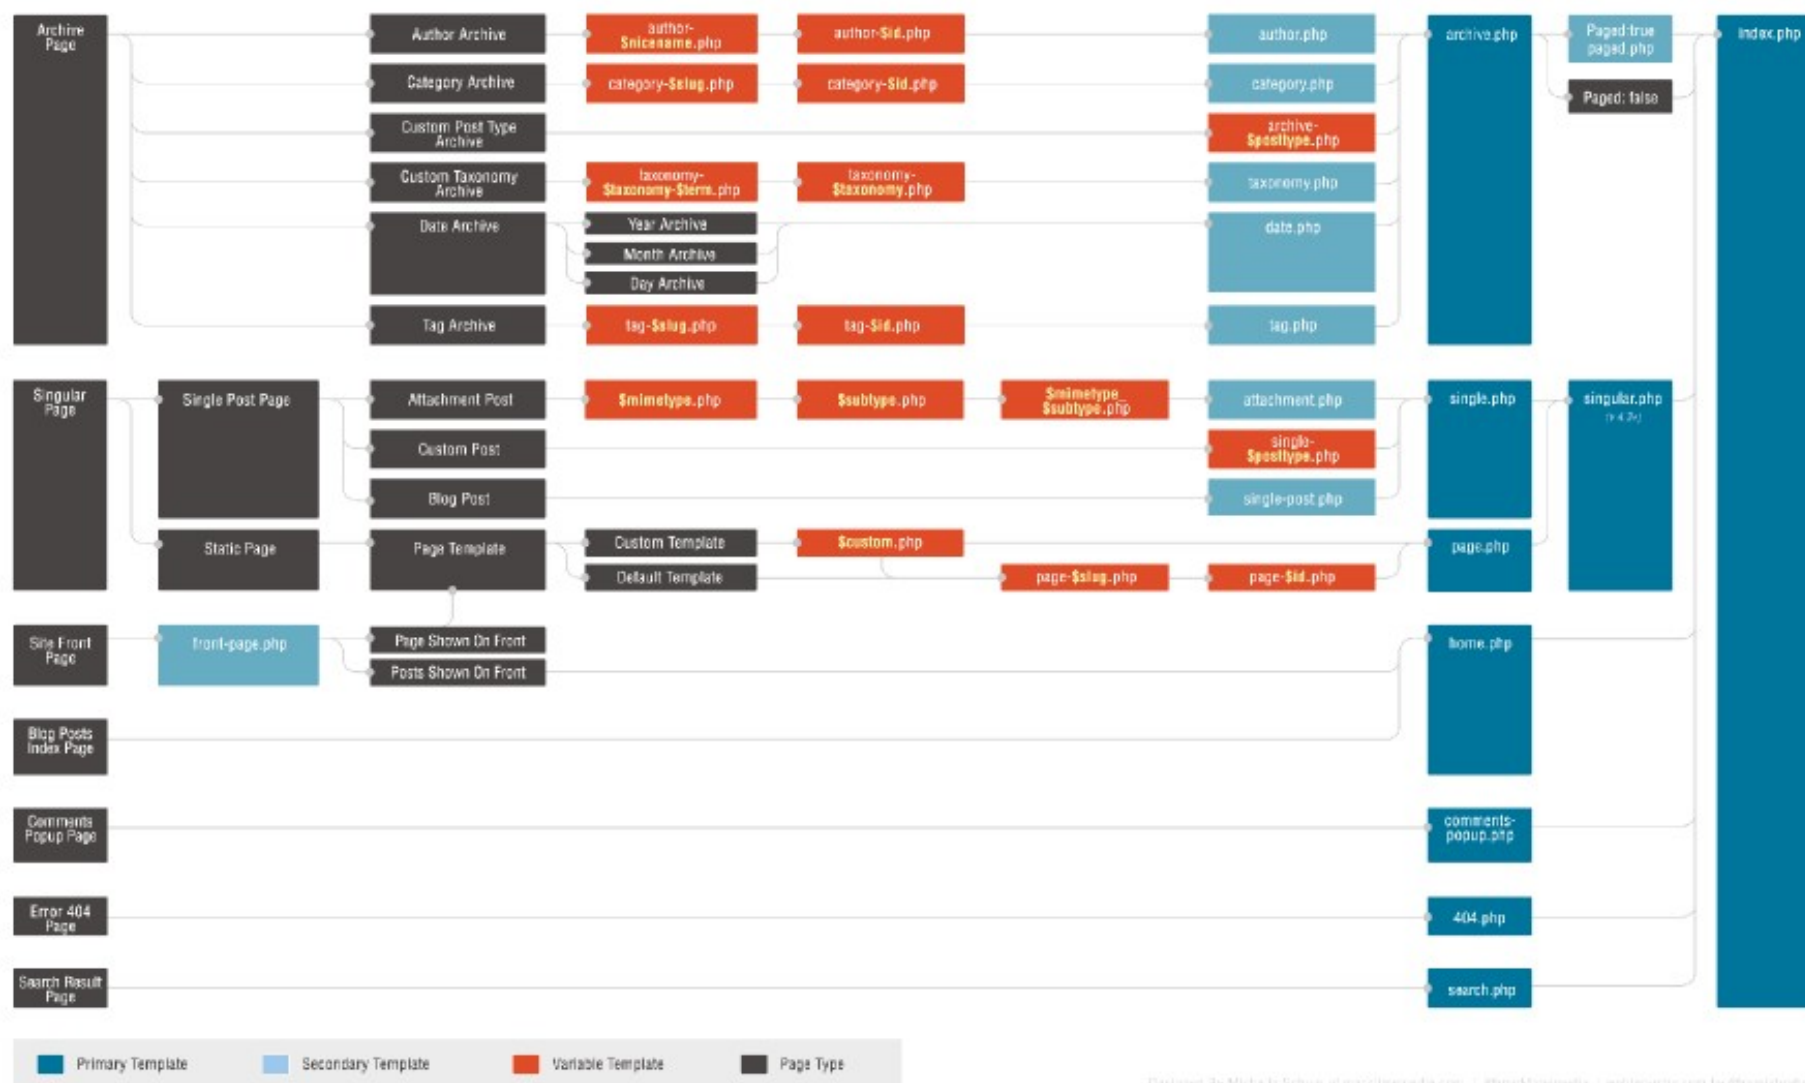 Archive
Page
Author Archive
author-
$nicename.php
author-$id.php
author.php
archive.php
Paged:true
paged.php
index.php
Category Archive
category-$slug.php
category-$id.php
category.php
Paged: false
Custom Post Type
Archive
archive-
$posttype.php
Custom Taxonomy
Archive
taxonomy-
$taxonomy-$term.php
taxonomy-
$taxonomy.php
taxonomy.php
Date Archive
Year Archive
Month Archive
Day Archive
date.php
Tag Archive
tag-$slug.php
tag-$id.php
tag.php
Singular
Page
Single Post Page
Attachment Post
$mimetype.php
$subtype.php
$mimetype_
$subtype.php
attachment.php
single.php
singular.php
Custom Post
single-
$posttype.php
Blog Post
single-post.php
Static Page
Page Template
Custom Template
$custom.php
page.php
Default Template
page-$slug.php
page-$id.php
Site Front
Page
front-page.php
Page Shown On Front
Posts Shown On Front
home.php
Blog Posts
Index Page
Comments
Popup Page
comments-
popup.php
Error 404
Page
404.php
Search Result
Page
search.php
Primary Template
Secondary Template
Variable Template
Page Type